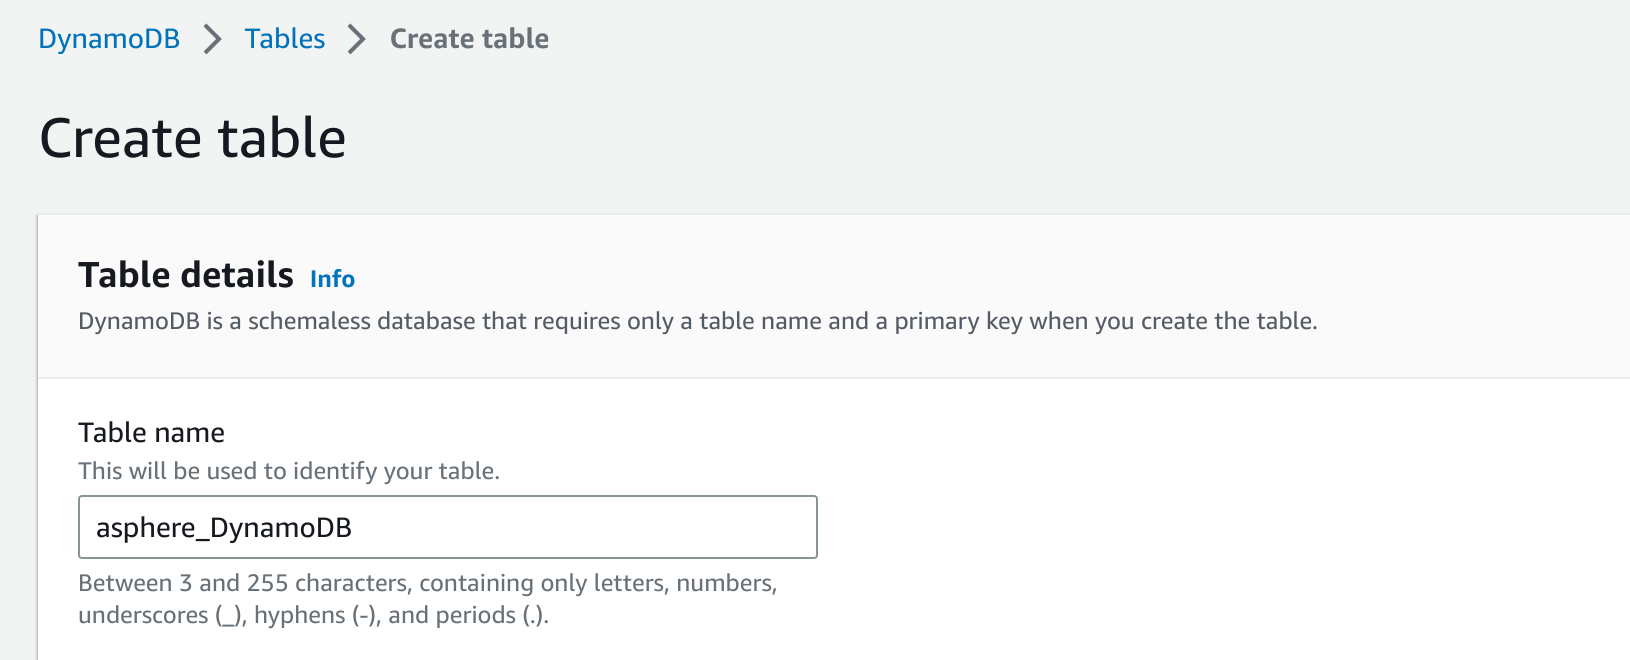 DynamoDB > Tables > Create table
Create table
Table details Info
DynamoDB is a schemaless database that requires only a table name and a primary key when you create the table.
Table name
This will be used to identify your table.
asphere_DynamoDB
Between 3 and 255 characters, containing only letters, numbers,
underscores (_), hyphens (-), and periods (.).